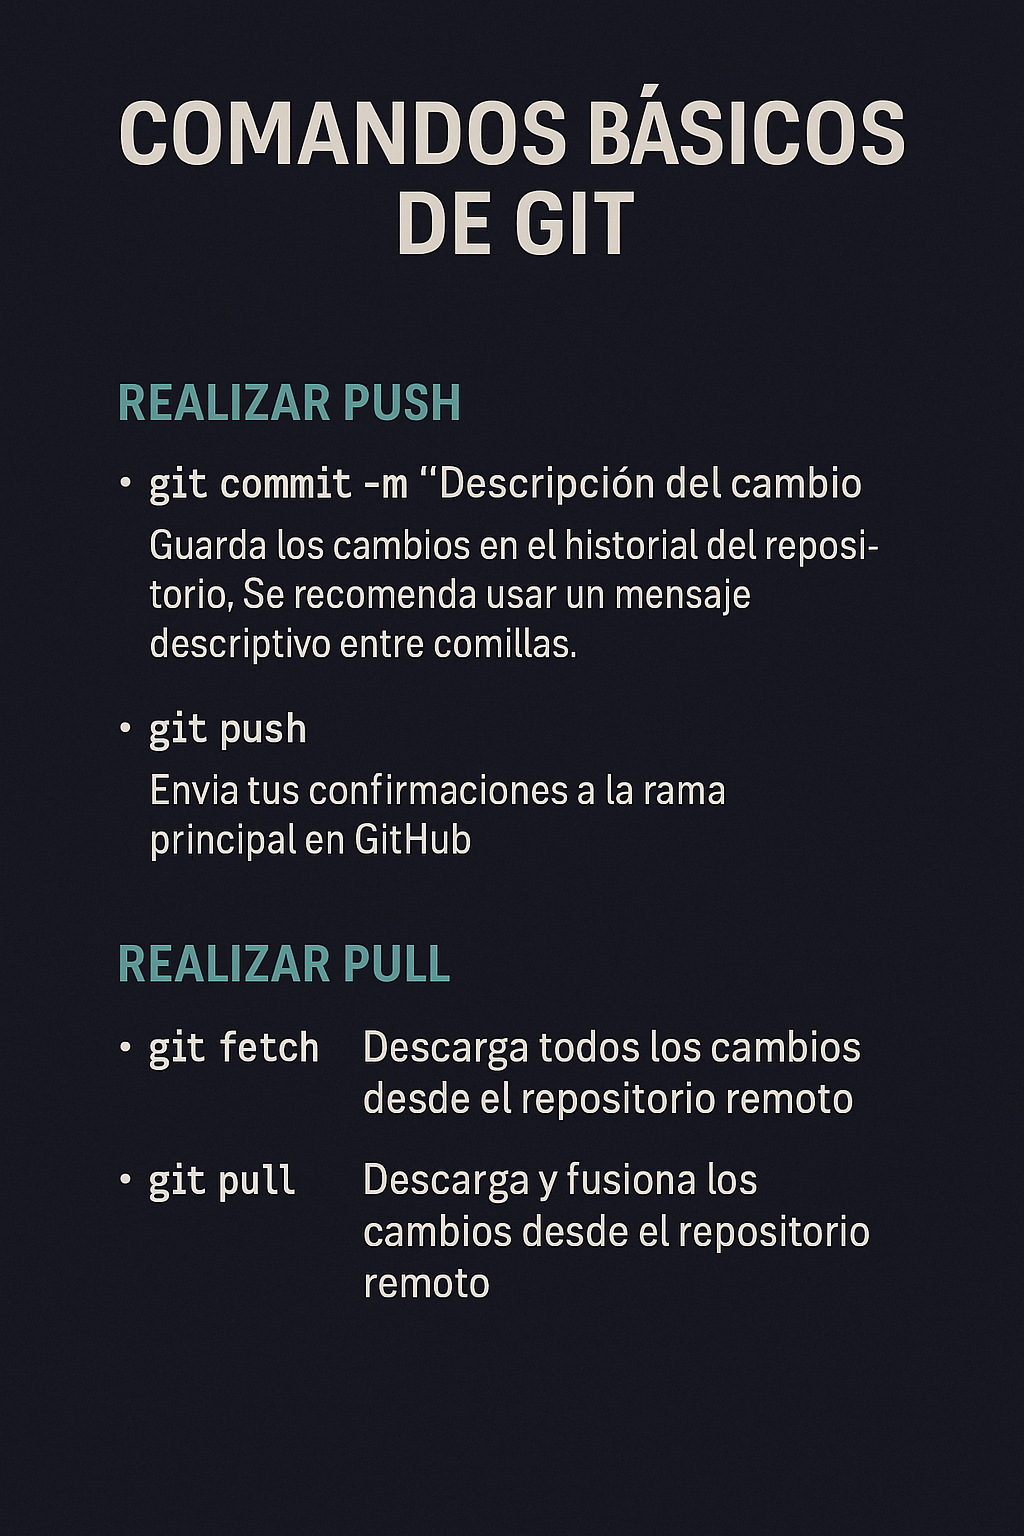 COMANDOS BÁSICOS
DE GIT
REALIZAR PUSH
• git commit -m “Descripción del cambio
Guarda los cambios en el historial del reposi-
torio, Se recomenda usar un mensaje
descriptivo entre comillas.
• git push
Envia tus confirmaciones a la rama
principal en GitHub
REALIZAR PULL
• git fetch Descarga todos los cambios
desde el repositorio remoto
• git pull Descarga y fusiona los
cambios desde el repositorio
remoto